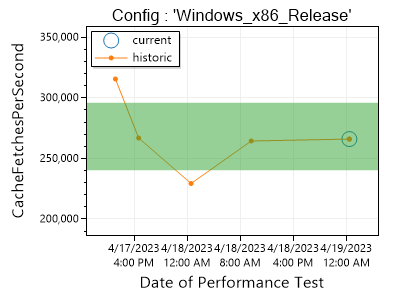 Config : 'Windows_x86_Release'
current
historic
350,000
300,000
250,000
200,000
CacheFetchesPerSecond
4/17/2023 4/18/2023 4/18/2023 4/18/2023 4/19/2023
4:00 PM 12:00 AM 8:00 AM 4:00 PM 12:00 AM
Date of Performance Test